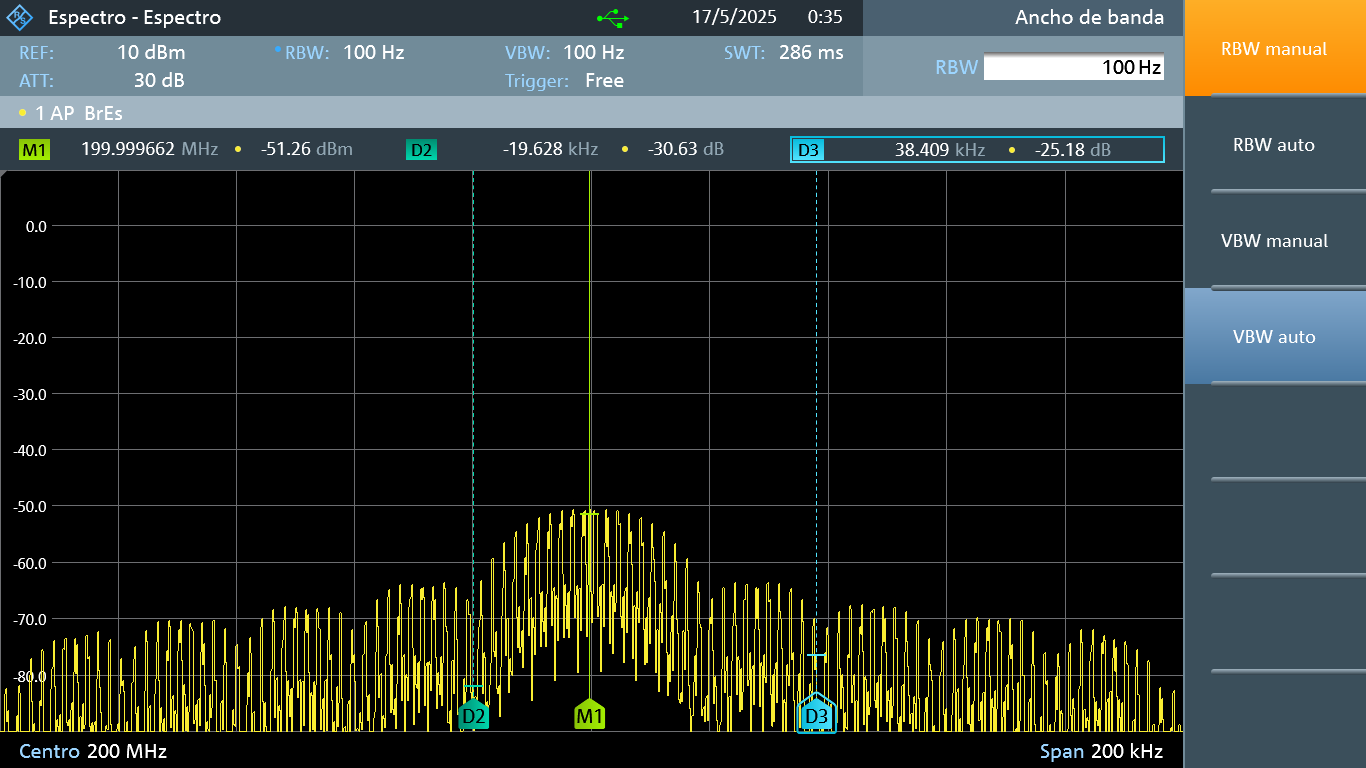 Espectro - Espectro 17/5/2025 0:35 Ancho de banda
REF: 10 dBm RBW: 100 Hz VBW: 100 Hz SWT: 286 ms
RBW 100 Hz
ATT: 30 dB Trigger: Free
1 AP BrEs
M1 199.999662 MHz • -51.26 dBm D2 -19.628 kHz • -30.63 dB D3 38.409 kHz • -25.18 dB
0.0
-10.0
-20.0
-30.0
-40.0
-50.0
-60.0
-70.0
-80.0
D2 M1 D3
Centro 200 MHz Span 200 kHz
RBW manual
RBW auto
VBW manual
VBW auto